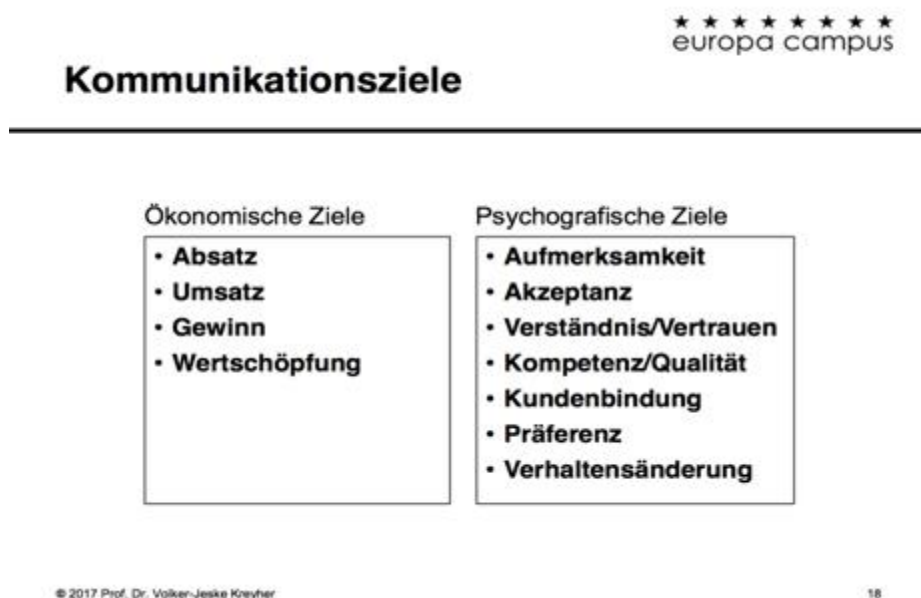 europa campus
Kommunikationsziele
Ökonomische Ziele
• Absatz
• Umsatz
• Gewinn
• Wertschöpfung
Psychografische Ziele
• Aufmerksamkeit
• Akzeptanz
• Verständnis/Vertrauen
• Kompetenz/Qualität
• Kundenbindung
• Präferenz
• Verhaltensänderung
© 2017 Prof. Dr. Volker-Jeske Kreyher
18